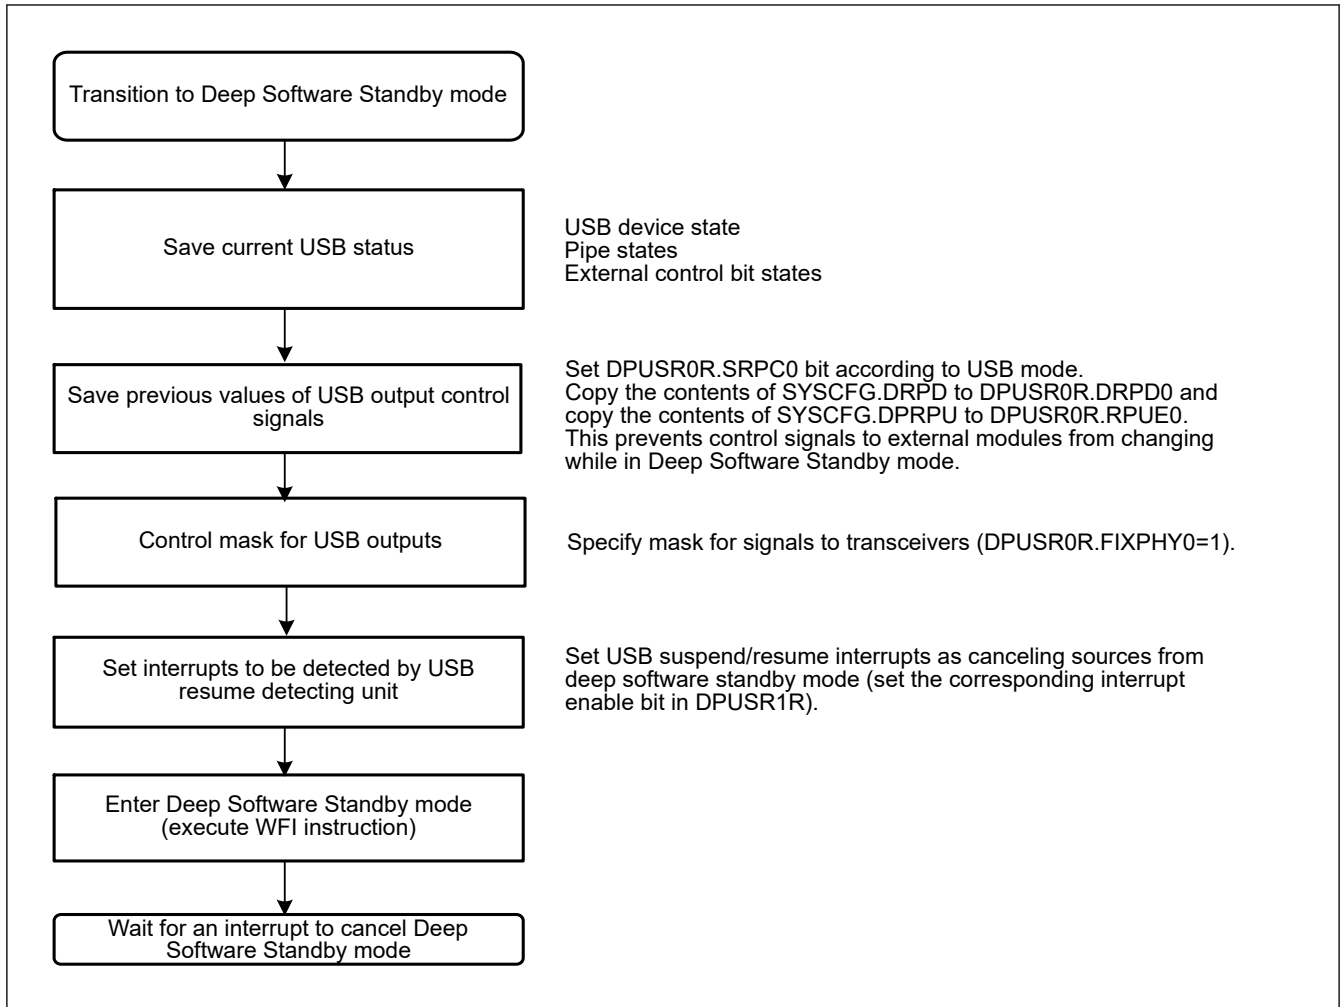 Transition to Deep Software Standby mode
Save current USB status
USB device state
Pipe states
External control bit states
Save previous values of USB output control
signals
Set DPUSR0R.SRPC0 bit according to USB mode.
Copy the contents of SYSCFG.DRPD to DPUSR0R.DRPD0 and
copy the contents of SYSCFG.DPRPU to DPUSR0R.RPUE0.
This prevents control signals to external modules from changing
while in Deep Software Standby mode.
Control mask for USB outputs
Specify mask for signals to transceivers (DPUSR0R.FIXPHY0=1).
Set interrupts to be detected by USB
resume detecting unit
Set USB suspend/resume interrupts as canceling sources from
deep software standby mode (set the corresponding interrupt
enable bit in DPUSR1R).
Enter Deep Software Standby mode
(execute WFI instruction)
Wait for an interrupt to cancel Deep
Software Standby mode